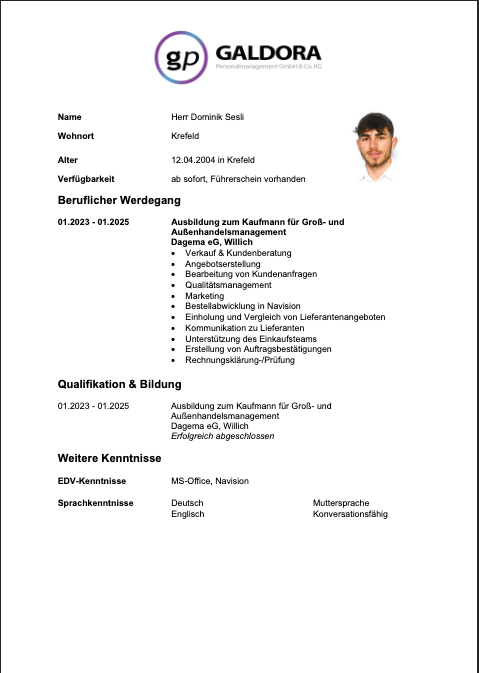 gp GALDORA
Personalmanagement GmbH & Co. KG
Name Herr Dominik Sesli
Wohnort Krefeld
Alter 12.04.2004 in Krefeld
Verfügbarkeit ab sofort, Führerschein vorhanden
Beruflicher Werdegang
01.2023 - 01.2025 Ausbildung zum Kaufmann für Groß- und
Außenhandelsmanagement
Dagema eG, Willich
• Verkauf & Kundenberatung
• Angebotserstellung
• Bearbeitung von Kundenanfragen
• Qualitätsmanagement
• Marketing
• Bestellabwicklung in Navision
• Einholung und Vergleich von Lieferantenangeboten
• Kommunikation zu Lieferanten
• Unterstützung des Einkaufsteams
• Erstellung von Auftragsbestätigungen
• Rechnungsklärung-/Prüfung
Qualifikation & Bildung
01.2023 - 01.2025 Ausbildung zum Kaufmann für Groß- und
Außenhandelsmanagement
Dagema eG, Willich
Erfolgreich abgeschlossen
Weitere Kenntnisse
EDV-Kenntnisse MS-Office, Navision
Sprachkenntnisse Deutsch Muttersprache
Englisch Konversationsfähig